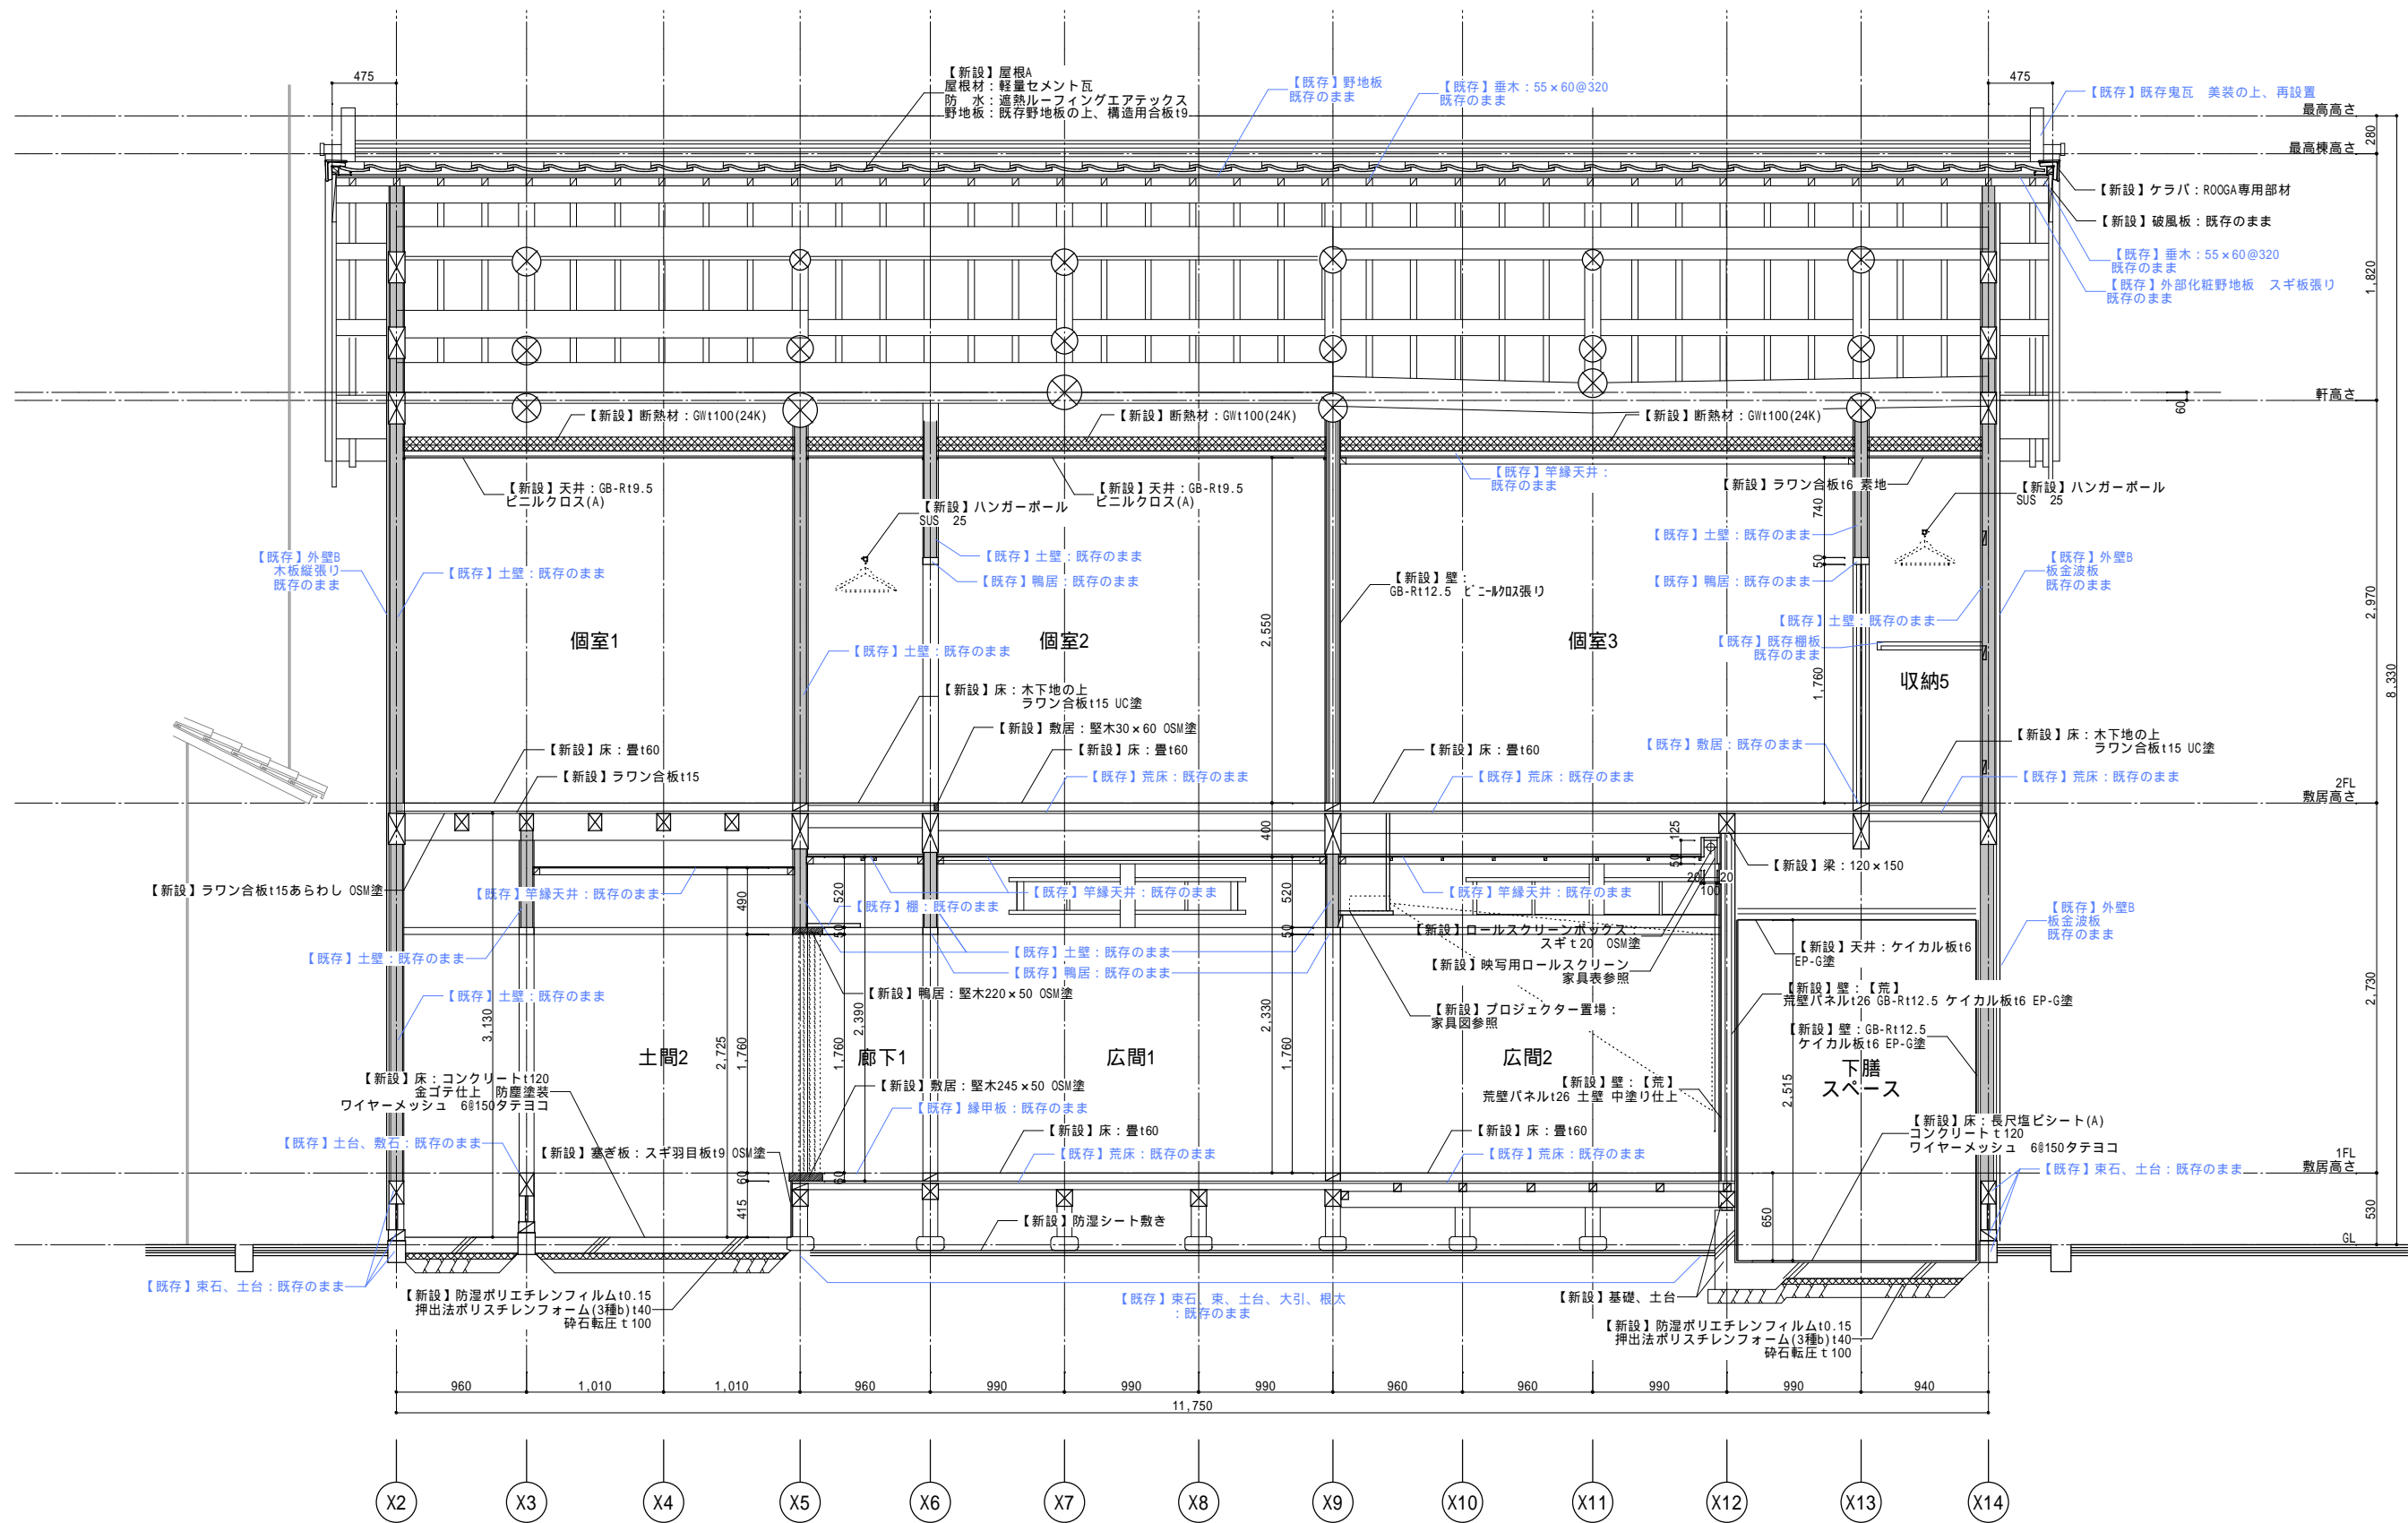 475
【新設】屋根A
屋根材：軽量セメント瓦
防　水：遮熱ルーフィングエアテックス
野地板：既存野地板の上、構造用合板t9
【既存】野地板
既存のまま
【既存】垂木：55×60@320
既存のまま
475
【既存】既存鬼瓦　美装の上、再設置
最高高さ
280
最高棟高さ
【新設】ケラバ：ROOGA専用部材
【新設】破風板：既存のまま
【既存】垂木：55×60@320
既存のまま
【既存】外部化粧野地板　スギ板張り
既存のまま
1,820
軒高さ
60
【新設】断熱材：GWt100(24K)
【新設】断熱材：GWt100(24K)
【新設】断熱材：GWt100(24K)
【新設】天井：GB-Rt9.5
ビニルクロス(A)
【新設】ハンガーポール
SUS　25
【新設】天井：GB-Rt9.5
ビニルクロス(A)
【既存】竿縁天井：
既存のまま
【新設】ラワン合板t6 素地
【新設】ハンガーポール
SUS　25
740
【既存】外壁B
木板縦張り
既存のまま
【既存】土壁：既存のまま
【既存】土壁：既存のまま
【既存】鴨居：既存のまま
【新設】壁：
GB-Rt12.5 ビニールクロス張り
【既存】土壁：既存のまま
50
【既存】鴨居：既存のまま
【既存】外壁B
板金波板
既存のまま
2,970
8,330
個室1
個室2
2,550
個室3
【既存】土壁：既存のまま
【既存】土壁：既存のまま
【既存】既存棚板
既存のまま
1,760
収納5
【新設】床：木下地の上
ラワン合板t15 UC塗
【新設】敷居：堅木30×60 OSM塗
【新設】床：畳t60
【新設】床：畳t60
【新設】床：畳t60
【既存】敷居：既存のまま
【新設】床：木下地の上
ラワン合板t15 UC塗
【新設】ラワン合板t15
【既存】荒床：既存のまま
【既存】荒床：既存のまま
【既存】荒床：既存のまま
2FL
敷居高さ
400
125
50
20
20
100
【新設】梁：120×150
【新設】ラワン合板t15あらわし OSM塗
【既存】竿縁天井：既存のまま
490
520
【既存】竿縁天井：既存のまま
【既存】棚：既存のまま
520
【既存】竿縁天井：既存のまま
【既存】外壁B
板金波板
既存のまま
50
50
【新設】ロールスクリーンボックス
スギｔ20　OSM塗
【新設】天井：ケイカル板t6
EP-G塗
【既存】土壁：既存のまま
【既存】土壁：既存のまま
【既存】鴨居：既存のまま
【新設】映写用ロールスクリーン
家具表参照
【既存】土壁：既存のまま
【新設】鴨居：堅木220×50 OSM塗
【新設】プロジェクター置場：
家具図参照
【新設】壁：【荒】
荒壁パネルt26 GB-Rt12.5 ケイカル板t6 EP-G塗
【新設】壁：GB-Rt12.5
ケイカル板t6 EP-G塗
3,130
2,725
1,760
1,760
2,390
2,330
1,760
2,730
土間2
廊下1
広間1
広間2
下膳
スペース
2,515
【新設】床：コンクリートt120
金ゴテ仕上　防塵塗装
ワイヤーメッシュ　6@150タテヨコ
【新設】敷居：堅木245×50 OSM塗
【既存】縁甲板：既存のまま
【新設】壁：【荒】
荒壁パネルt26 土壁 中塗り仕上
【新設】床：長尺塩ビシート(A)
コンクリートｔ120
ワイヤーメッシュ　6@150タテヨコ
【既存】土台、敷石：既存のまま
【新設】塞ぎ板：スギ羽目板t9 OSM塗
【新設】床：畳t60
【既存】荒床：既存のまま
【新設】床：畳t60
【既存】荒床：既存のまま
1FL
敷居高さ
【既存】束石、土台：既存のまま
60
60
415
650
530
【新設】防湿シート敷き
GL
【既存】束石、土台：既存のまま
【新設】防湿ポリエチレンフィルムt0.15
押出法ポリスチレンフォーム(3種b)t40
砕石転圧ｔ100
【既存】束石、束、土台、大引、根太
：既存のまま
【新設】基礎、土台
【新設】防湿ポリエチレンフィルムt0.15
押出法ポリスチレンフォーム(3種b)t40
砕石転圧ｔ100
960
1,010
1,010
960
990
990
990
960
960
990
990
940
11,750
X2
X3
X4
X5
X6
X7
X8
X9
X10
X11
X12
X13
X14